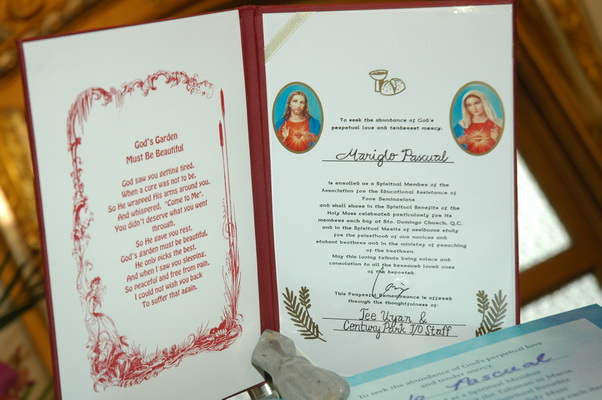 God's Garden
Must Be Beautiful
God saw you getting tired,
When a cure was not to be.
So He wrapped His arms around you,
And whispered, "Come to Me".
You didn't deserve what you went
through,
So He gave you rest.
God's garden must be beautiful,
He only picks the best.
And when I saw you sleeping,
So peaceful and free from pain,
I could not wish you back
To suffer that again.
To seek the abundance of God's
perpetual love and tenderest mercy,
Mariglo Pascual
is enrolled as a Spiritual Member of the
Association for the Educational Assistance of
Poor Seminarians
and shall share in the Spiritual Benefits of the
Holy Mass celebrated particularly for its
members each day at Sto. Domingo Church, Q.C.
and in the Spiritual Merits of assiduous study
for the priesthood of our novices and
student brothers and in the ministry of preaching
of the brethren.
May this loving tribute bring solace and
consolation to all the bereaved loved ones
of the departed.
This Perpetual Remembrance is offered
through the thoughtfulness of:
Tee Uyan &
Century Park I/O Staff
To seek the abundance of God's perpetual love
and tender mercy,
Pascual
as a Spiritual Member